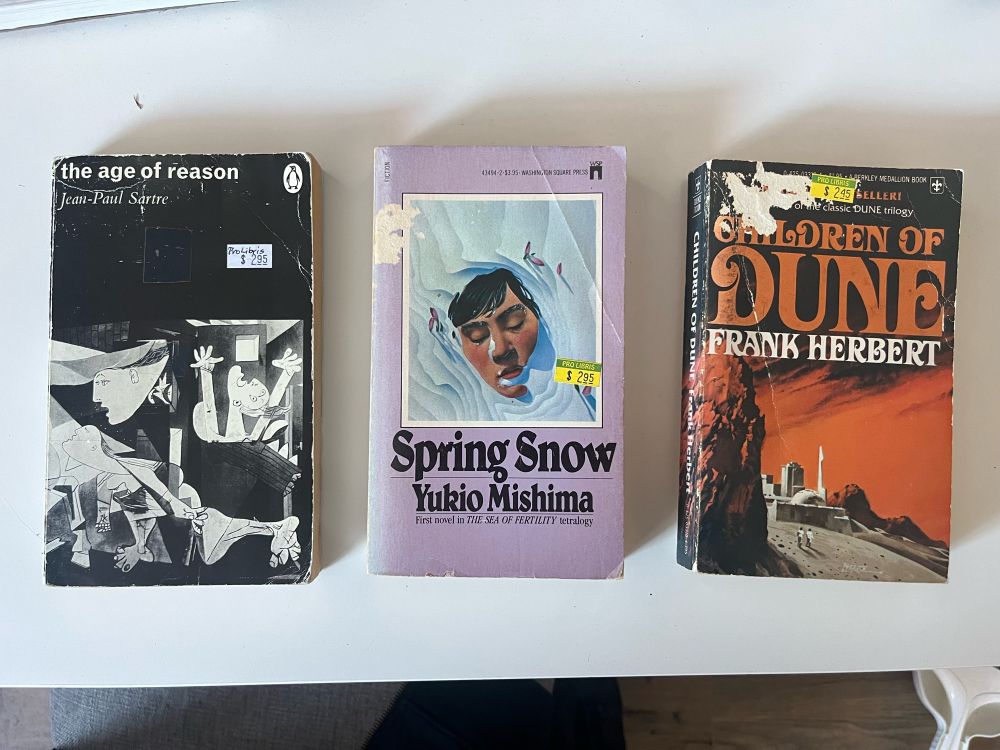 the age of reason
Jean-Paul Sartre
ProLibris
$ 2.95
FICTION
43494-2·$3.95·WASHINGTON SQUARE PRESS
WSP
PRO LIBRIS
$ 2.95
Spring Snow
Yukio Mishima
First novel in THE SEA OF FERTILITY tetralogy
A BERKLEY MEDALLION BOOK
PRO LIBRIS
$ 2.45
SELLER!
of the classic DUNE trilogy
CHILDREN OF
DUNE
FRANK HERBERT
CHILDREN OF DUNE Frank Herbert